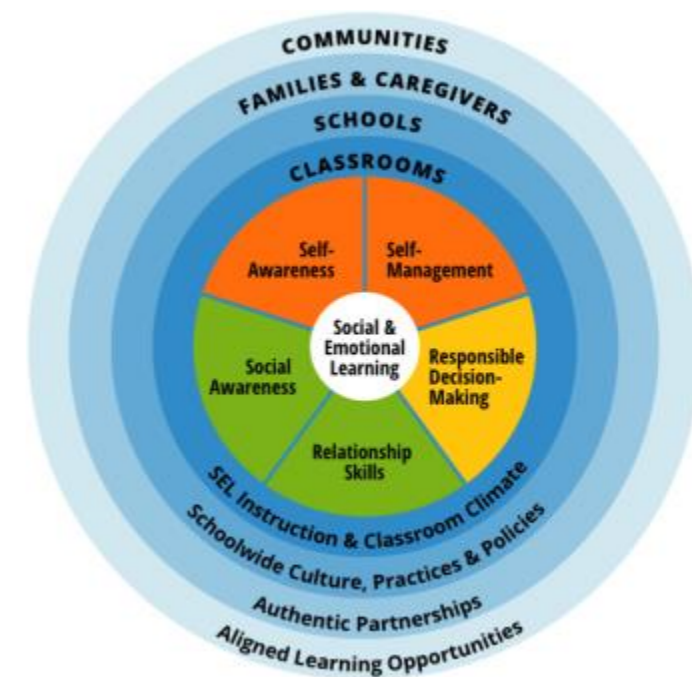 COMMUNITIES
FAMILIES & CAREGIVERS
SCHOOLS
CLASSROOMS
Self-
Awareness
Self-
Management
Social &
Emotional
Learning
Social
Awareness
Responsible
Decision-
Making
Relationship
Skills
SEL Instruction & Classroom Climate
Schoolwide Culture, Practices & Policies
Authentic Partnerships
Aligned Learning Opportunities